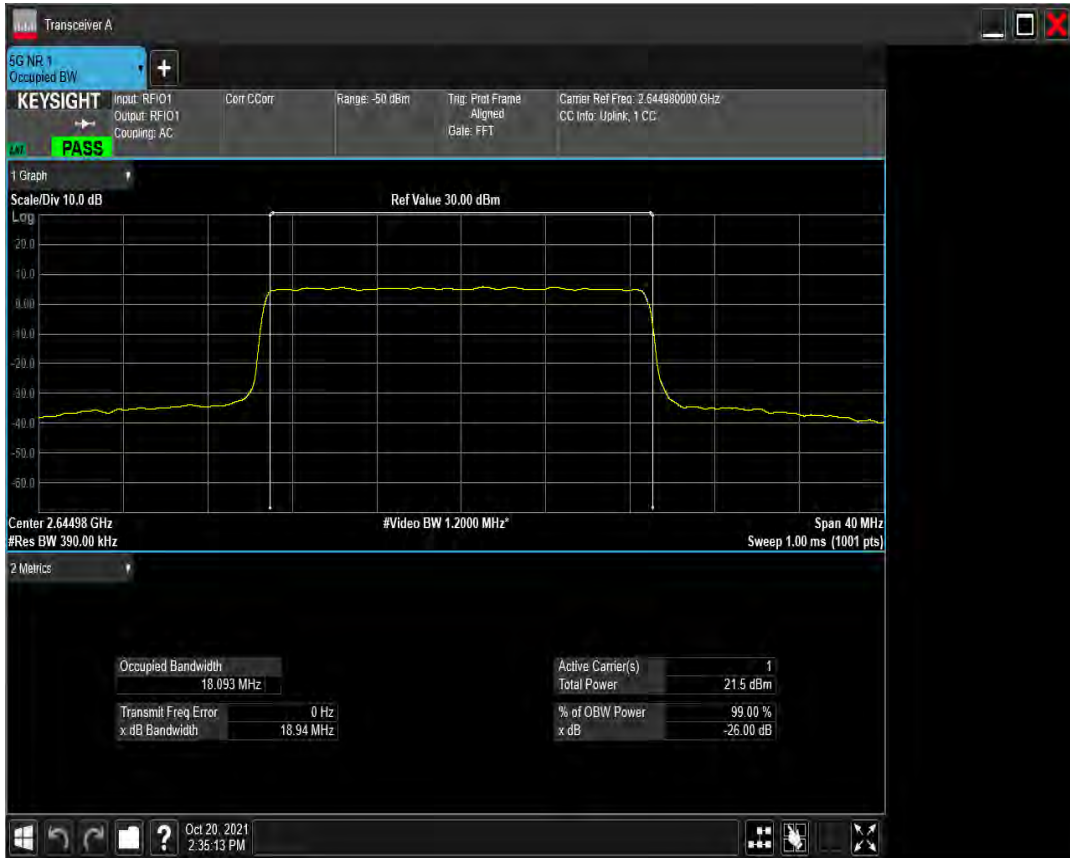 Transceiver A
5G NR 1
Occupied BW
KEYSIGHT
PASS
Input: RFIO1
Output: RFIO1
Coupling: AC
Corr CCorr
Range: -50 dBm
Trig: Prot Frame
Aligned
Gate: FFT
Carrier Ref Freq: 2.644980000 GHz
CC Info: Uplink, 1 CC
1 Graph
Scale/Div 10.0 dB
Ref Value 30.00 dBm
Log
20.0
10.0
0.00
-10.0
-20.0
-30.0
-40.0
-50.0
-60.0
Center 2.64498 GHz
#Video BW 1.2000 MHz*
Span 40 MHz
#Res BW 390.00 kHz
Sweep 1.00 ms (1001 pts)
2 Metrics
Occupied Bandwidth
18.093 MHz
Transmit Freq Error 0 Hz
x dB Bandwidth 18.94 MHz
Active Carrier(s) 1
Total Power 21.5 dBm
% of OBW Power 99.00 %
x dB -26.00 dB
?
Oct 20, 2021
2:35:13 PM